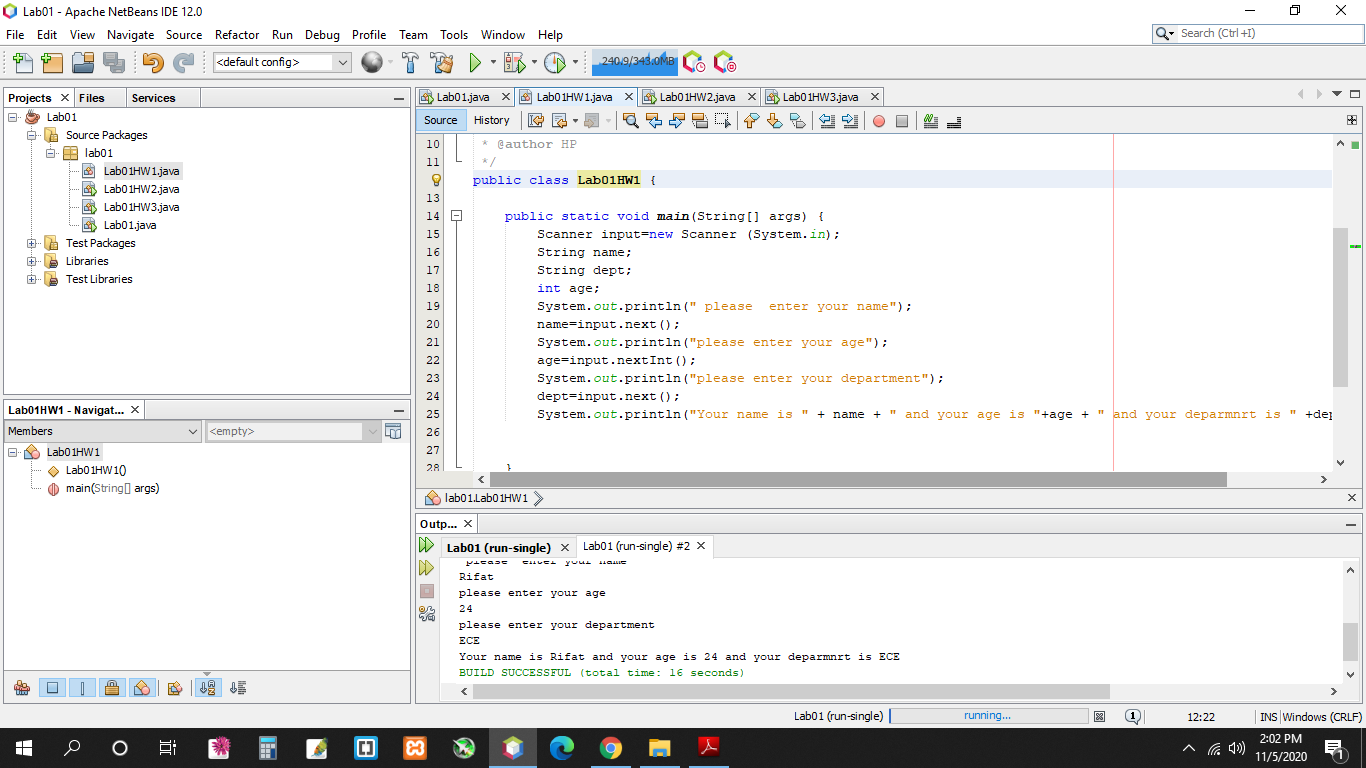 Lab01 - Apache NetBeans IDE 12.0
File Edit View Navigate Source Refactor Run Debug Profile Team Tools Window Help
Search (Ctrl+I)
<default config>
240.9/343.0MB
Projects Files Services
Lab01
Source Packages
lab01
Lab01HW1.java
Lab01HW2.java
Lab01HW3.java
Lab01.java
Test Packages
Libraries
Test Libraries
Lab01HW1 - Navigat...
Members
<empty>
Lab01HW1
Lab01HW1()
main(String[] args)
Lab01.java Lab01HW1.java Lab01HW2.java Lab01HW3.java
Source History
10 * @author HP
11 */
public class Lab01HW1 {
13
14 public static void main(String[] args) {
15 Scanner input=new Scanner (System.in);
16 String name;
17 String dept;
18 int age;
19 System.out.println(" please  enter your name");
20 name=input.next();
21 System.out.println("please enter your age");
22 age=input.nextInt();
23 System.out.println("please enter your department");
24 dept=input.next();
25 System.out.println("Your name is " + name + " and your age is "+age + " and your deparmnrt is " +dep
26
27
28 }
lab01.Lab01HW1
Outp...
Lab01 (run-single) Lab01 (run-single) #2
please  enter your name
Rifat
please enter your age
24
please enter your department
ECE
Your name is Rifat and your age is 24 and your deparmnrt is ECE
BUILD SUCCESSFUL (total time: 16 seconds)
Lab01 (run-single) running... 1 12:22 INS Windows (CRLF)
2:02 PM
11/5/2020
1